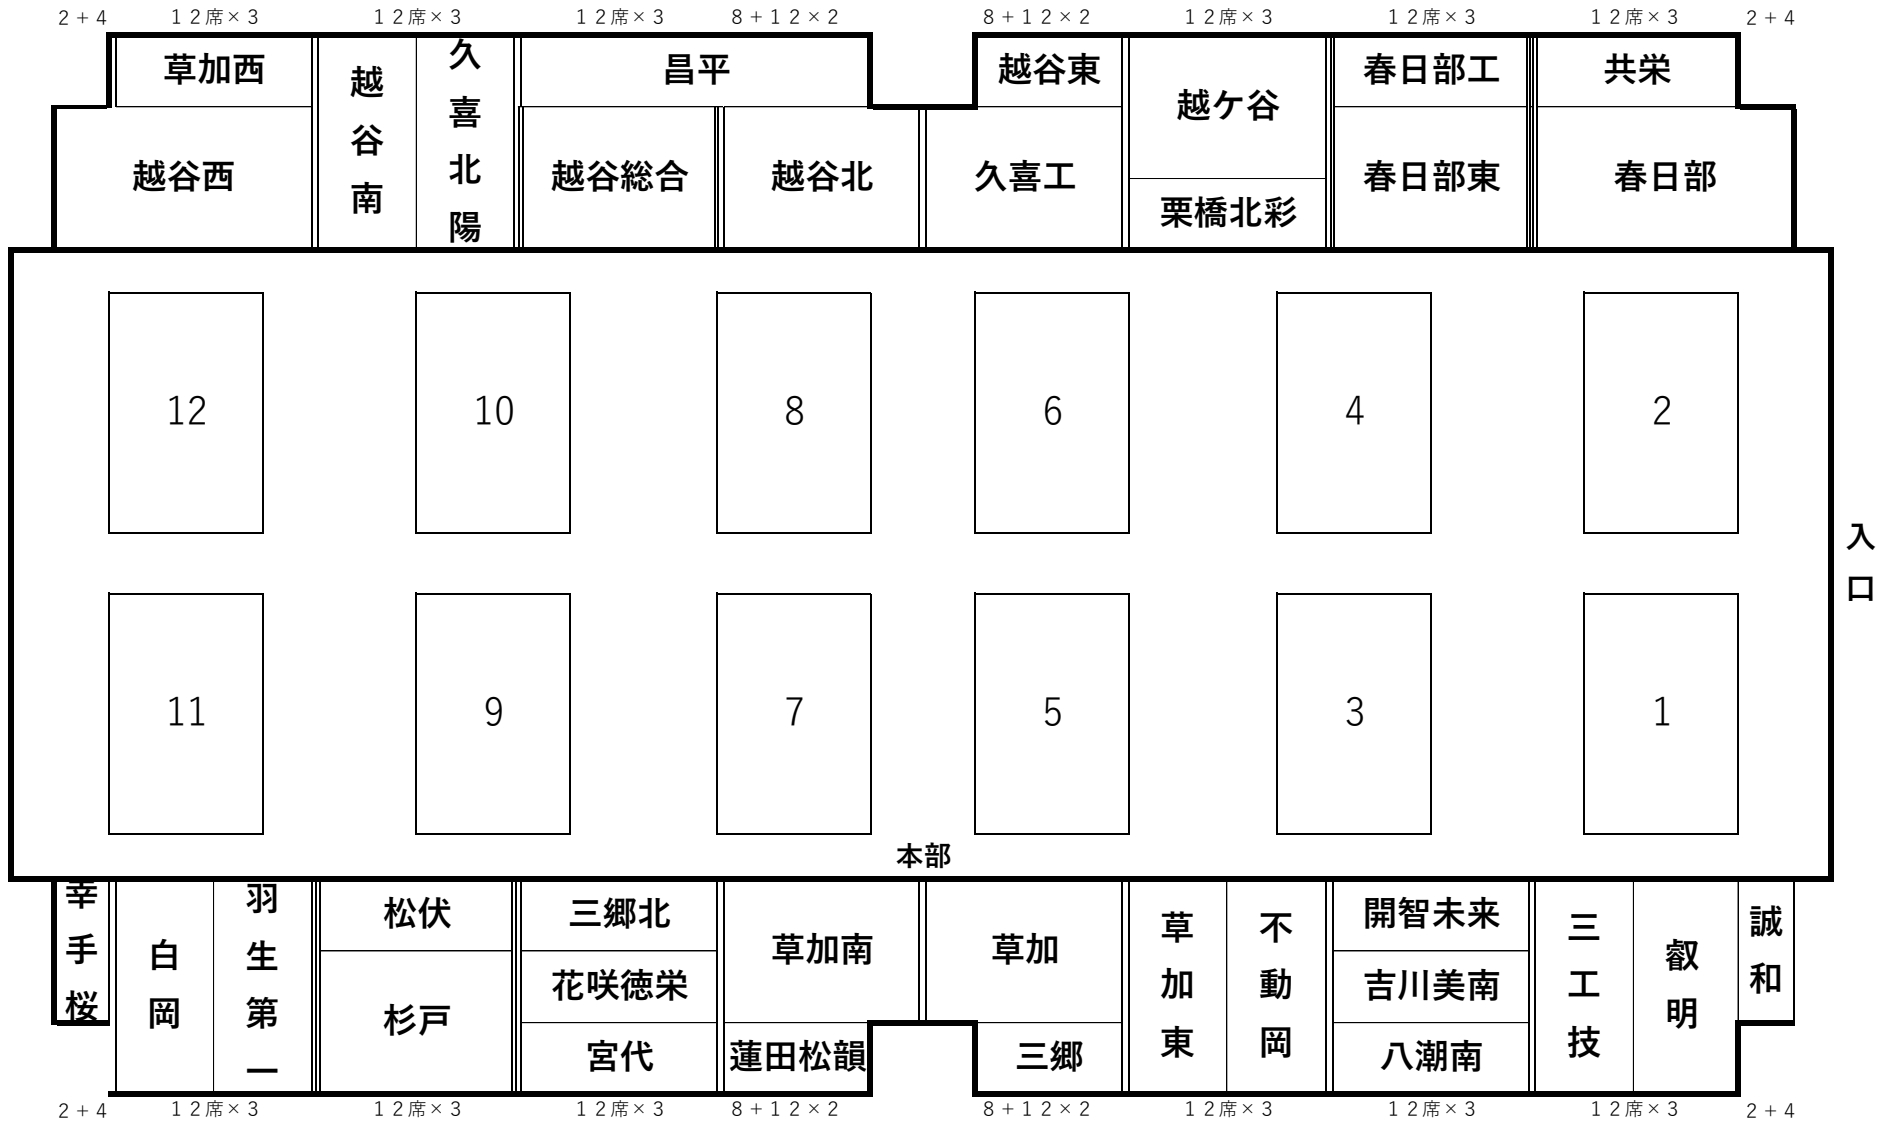 ２＋４ １２席×３ １２席×３ １２席×３ ８＋１２×２ ８＋１２×２ １２席×３ １２席×３ １２席×３ ２＋４
草加西 越谷南 久喜北陽 昌平 越谷東 越ケ谷 春日部工 共栄
越谷西 越谷総合 越谷北 久喜工 栗橋北彩 春日部東 春日部
12 10 8 6 4 2
入口
11 9 7 5 3 1
本部
幸手桜 白岡 羽生第一 松伏 三郷北 草加南 草加 草加東 不動岡 開智未来 三工技 叡明 誠和
杉戸 花咲徳栄 吉川美南
宮代 蓮田松韻 三郷 八潮南
２＋４ １２席×３ １２席×３ １２席×３ ８＋１２×２ ８＋１２×２ １２席×３ １２席×３ １２席×３ ２＋４